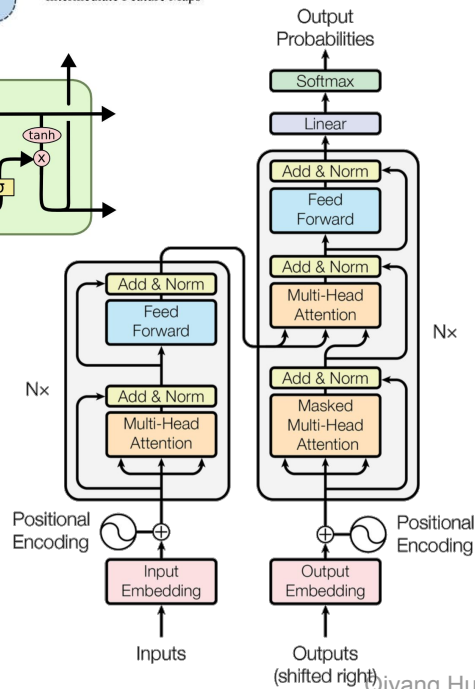 Output
Probabilities
Softmax
Linear
Add & Norm
Feed
Forward
Add & Norm
Multi-Head
Attention
Nx
Add & Norm
Masked
Multi-Head
Attention
Positional
Encoding
Output
Embedding
Outputs
(shifted right)
tanh
x
σ
Add & Norm
Feed
Forward
Nx
Add & Norm
Multi-Head
Attention
Positional
Encoding
Input
Embedding
Inputs
Qiyang Hu